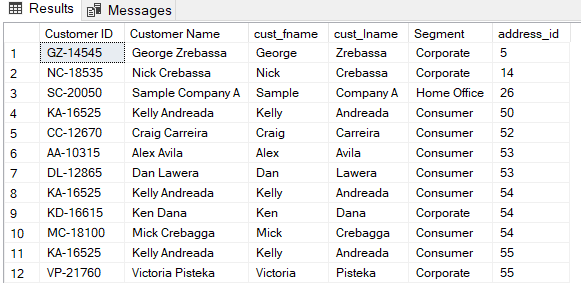 Results Messages
Customer ID Customer Name cust_fname cust_lname Segment address_id
1 GZ-14545 George Zrebassa George Zrebassa Corporate 5
2 NC-18535 Nick Crebassa Nick Crebassa Corporate 14
3 SC-20050 Sample Company A Sample Company A Home Office 26
4 KA-16525 Kelly Andreada Kelly Andreada Consumer 50
5 CC-12670 Craig Carreira Craig Carreira Consumer 52
6 AA-10315 Alex Avila Alex Avila Consumer 53
7 DL-12865 Dan Lawera Dan Lawera Consumer 53
8 KA-16525 Kelly Andreada Kelly Andreada Consumer 54
9 KD-16615 Ken Dana Ken Dana Corporate 54
10 MC-18100 Mick Crebagga Mick Crebagga Consumer 54
11 KA-16525 Kelly Andreada Kelly Andreada Consumer 55
12 VP-21760 Victoria Pisteka Victoria Pisteka Corporate 55